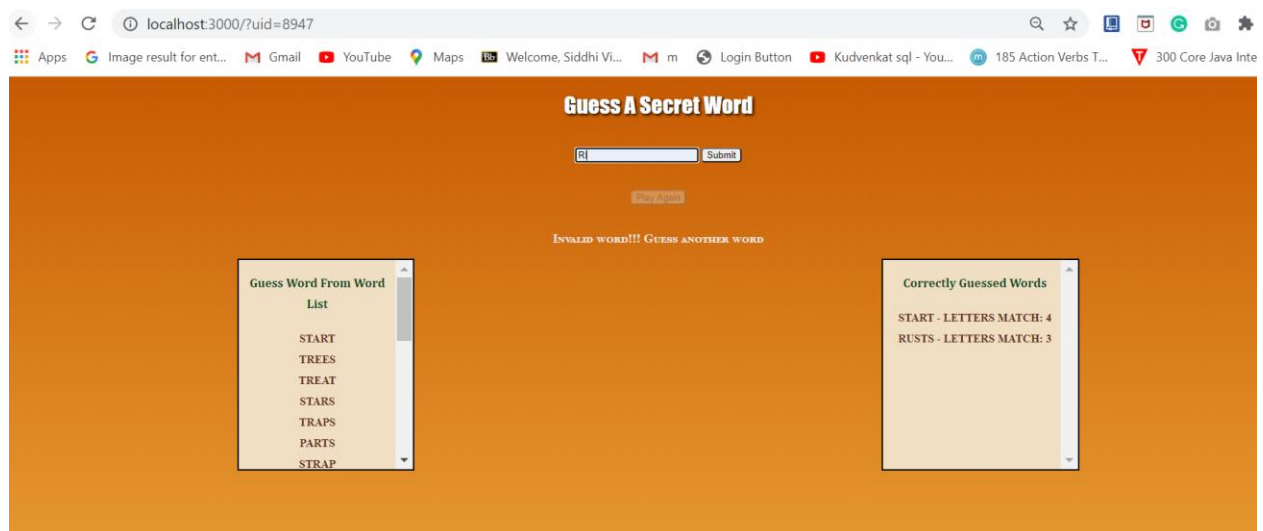 localhost:3000/?uid=8947
Apps
Image result for ent...
Gmail
YouTube
Maps
Bb
Welcome, Siddhi Vi...
m
Login Button
Kudvenkat sql - You...
m
185 Action Verbs T...
300 Core Java Inte
Guess A Secret Word
Submit
Play Again
Invalid word!!! Guess another word
Guess Word From Word
List
START
TREES
TREAT
STARS
TRAPS
PARTS
STRAP
Correctly Guessed Words
START - LETTERS MATCH: 4
RUSTS - LETTERS MATCH: 3